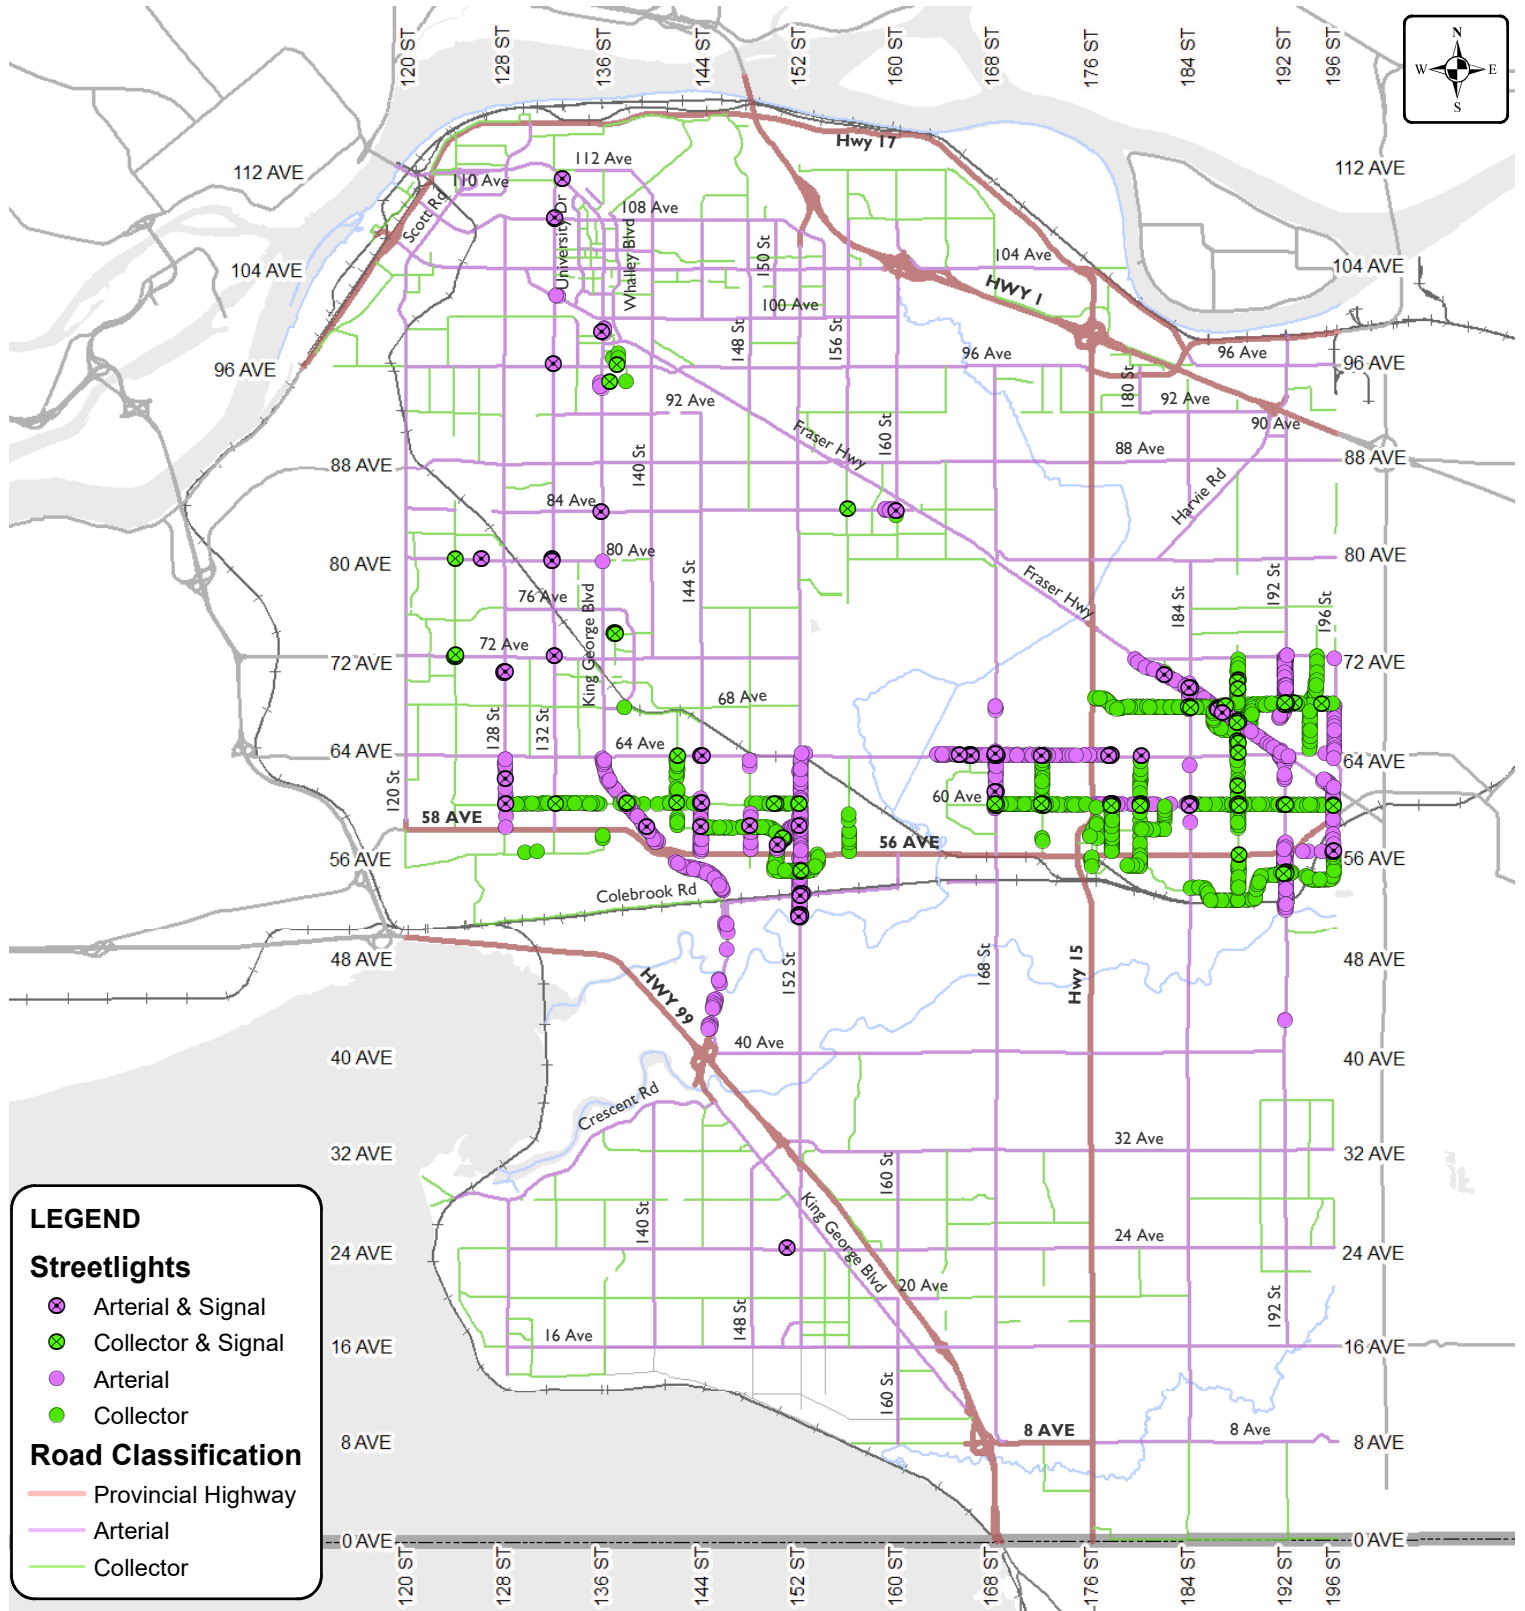 120 ST
128 ST
136 ST
144 ST
152 ST
160 ST
168 ST
176 ST
184 ST
192 ST
196 ST
N
W
E
S
Hwy 17
112 AVE
112 Ave
112 AVE
110 Ave
Scott Rd
108 Ave
University Dr
Whalley Blvd
150 St
104 AVE
104 Ave
104 AVE
HWY 1
100 Ave
148 St
156 St
96 AVE
96 Ave
96 Ave
96 AVE
180 St
92 Ave
92 Ave
90 Ave
Fraser Hwy
160 St
140 St
88 AVE
88 Ave
88 AVE
Harvie Rd
84 Ave
80 AVE
80 Ave
80 AVE
144 St
Fraser Hwy
76 Ave
King George Blvd
184 St
192 St
196 St
72 AVE
72 Ave
72 AVE
68 Ave
128 St
132 St
64 AVE
64 Ave
64 AVE
120 St
60 Ave
58 AVE
56 AVE
56 AVE
56 AVE
Colebrook Rd
48 AVE
HWY 99
152 St
168 St
Hwy 15
48 AVE
40 AVE
40 Ave
40 AVE
Crescent Rd
32 AVE
32 Ave
32 AVE
160 St
140 St
King George Blvd
24 AVE
24 Ave
24 AVE
20 Ave
148 St
192 St
16 AVE
16 Ave
16 AVE
160 St
8 AVE
8 AVE
8 Ave
8 AVE
0 AVE
0 AVE
120 ST
128 ST
136 ST
144 ST
152 ST
160 ST
168 ST
176 ST
184 ST
192 ST
196 ST
LEGEND
Streetlights
Arterial & Signal
Collector & Signal
Arterial
Collector
Road Classification
Provincial Highway
Arterial
Collector